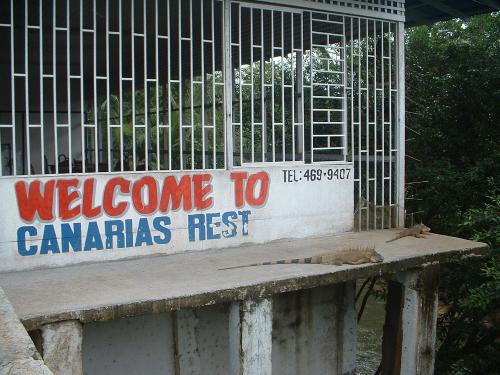 WELCOME TO
TEL: 469-9407
CANARIAS REST